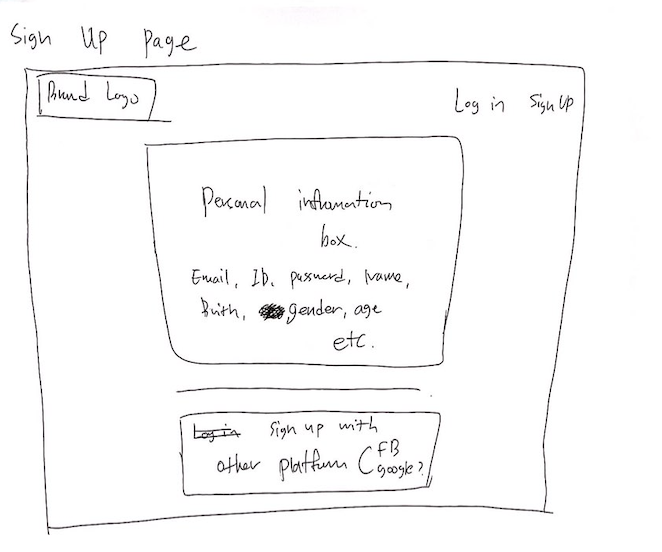 Sign Up page
Brand Logo
Log in Sign Up
Personal information
box.
Email, ID, password, name,
Birth, gender, age
etc.
Log in sign up with
other platform (FB
google?